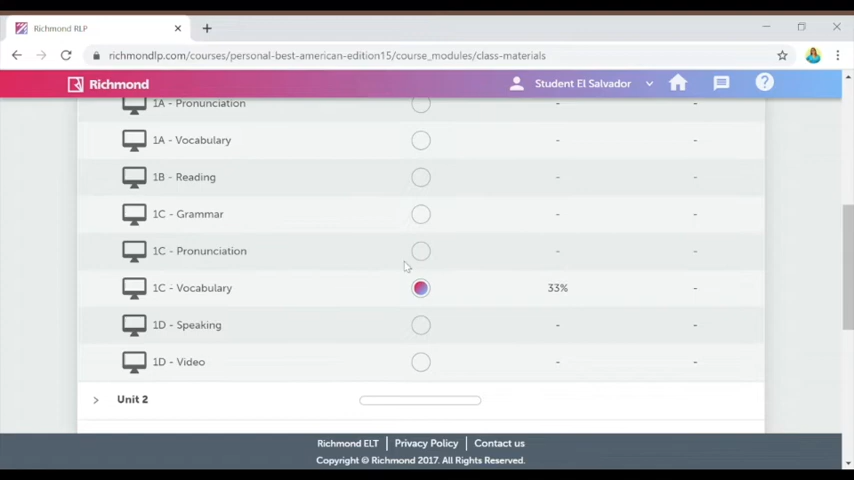 Richmond RLP
richmondlp.com/courses/personal-best-american-edition15/course_modules/class-materials
Richmond
Student El Salvador
1A - Pronunciation - -
1A - Vocabulary - -
1B - Reading - -
1C - Grammar - -
1C - Pronunciation - -
1C - Vocabulary 33% -
1D - Speaking - -
1D - Video - -
Unit 2
Richmond ELT | Privacy Policy | Contact us
Copyright © Richmond 2017. All Rights Reserved.